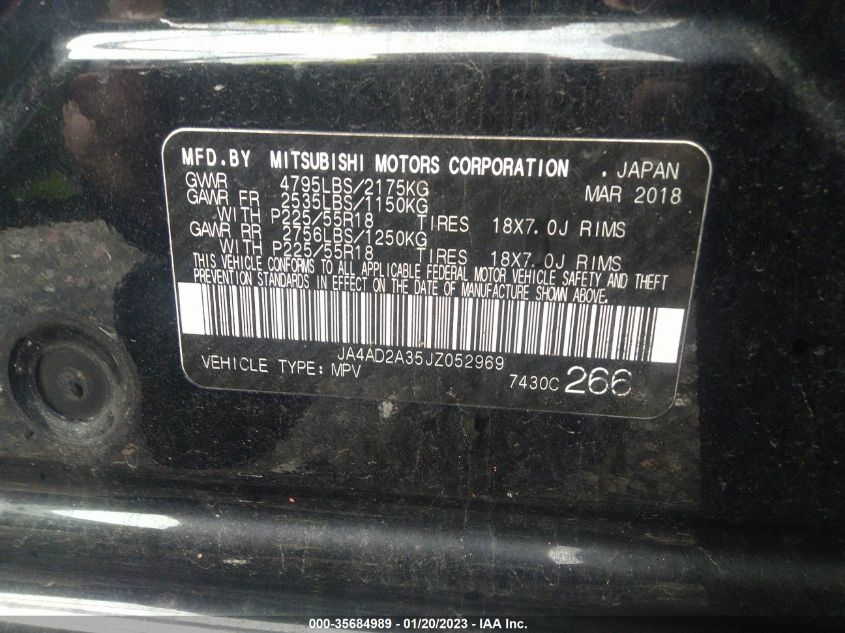 MFD.BY MITSUBISHI MOTORS CORPORATION . JAPAN
GVWR 4795LBS/2175KG MAR 2018
GAWR FR 2535LBS/1150KG
WITH P225/55R18 TIRES 18X7.0J RIMS
GAWR RR 2756LBS/1250KG
WITH P225/55R18 TIRES 18X7.0J RIMS
THIS VEHICLE CONFORMS TO ALL APPLICABLE FEDERAL MOTOR VEHICLE SAFETY AND THEFT
PREVENTION STANDARDS IN EFFECT ON THE DATE OF MANUFACTURE SHOWN ABOVE.
JA4AD2A35JZ052969
VEHICLE TYPE: MPV 7430C 266
000-35684989 / 01/20/2023 - IAA Inc.